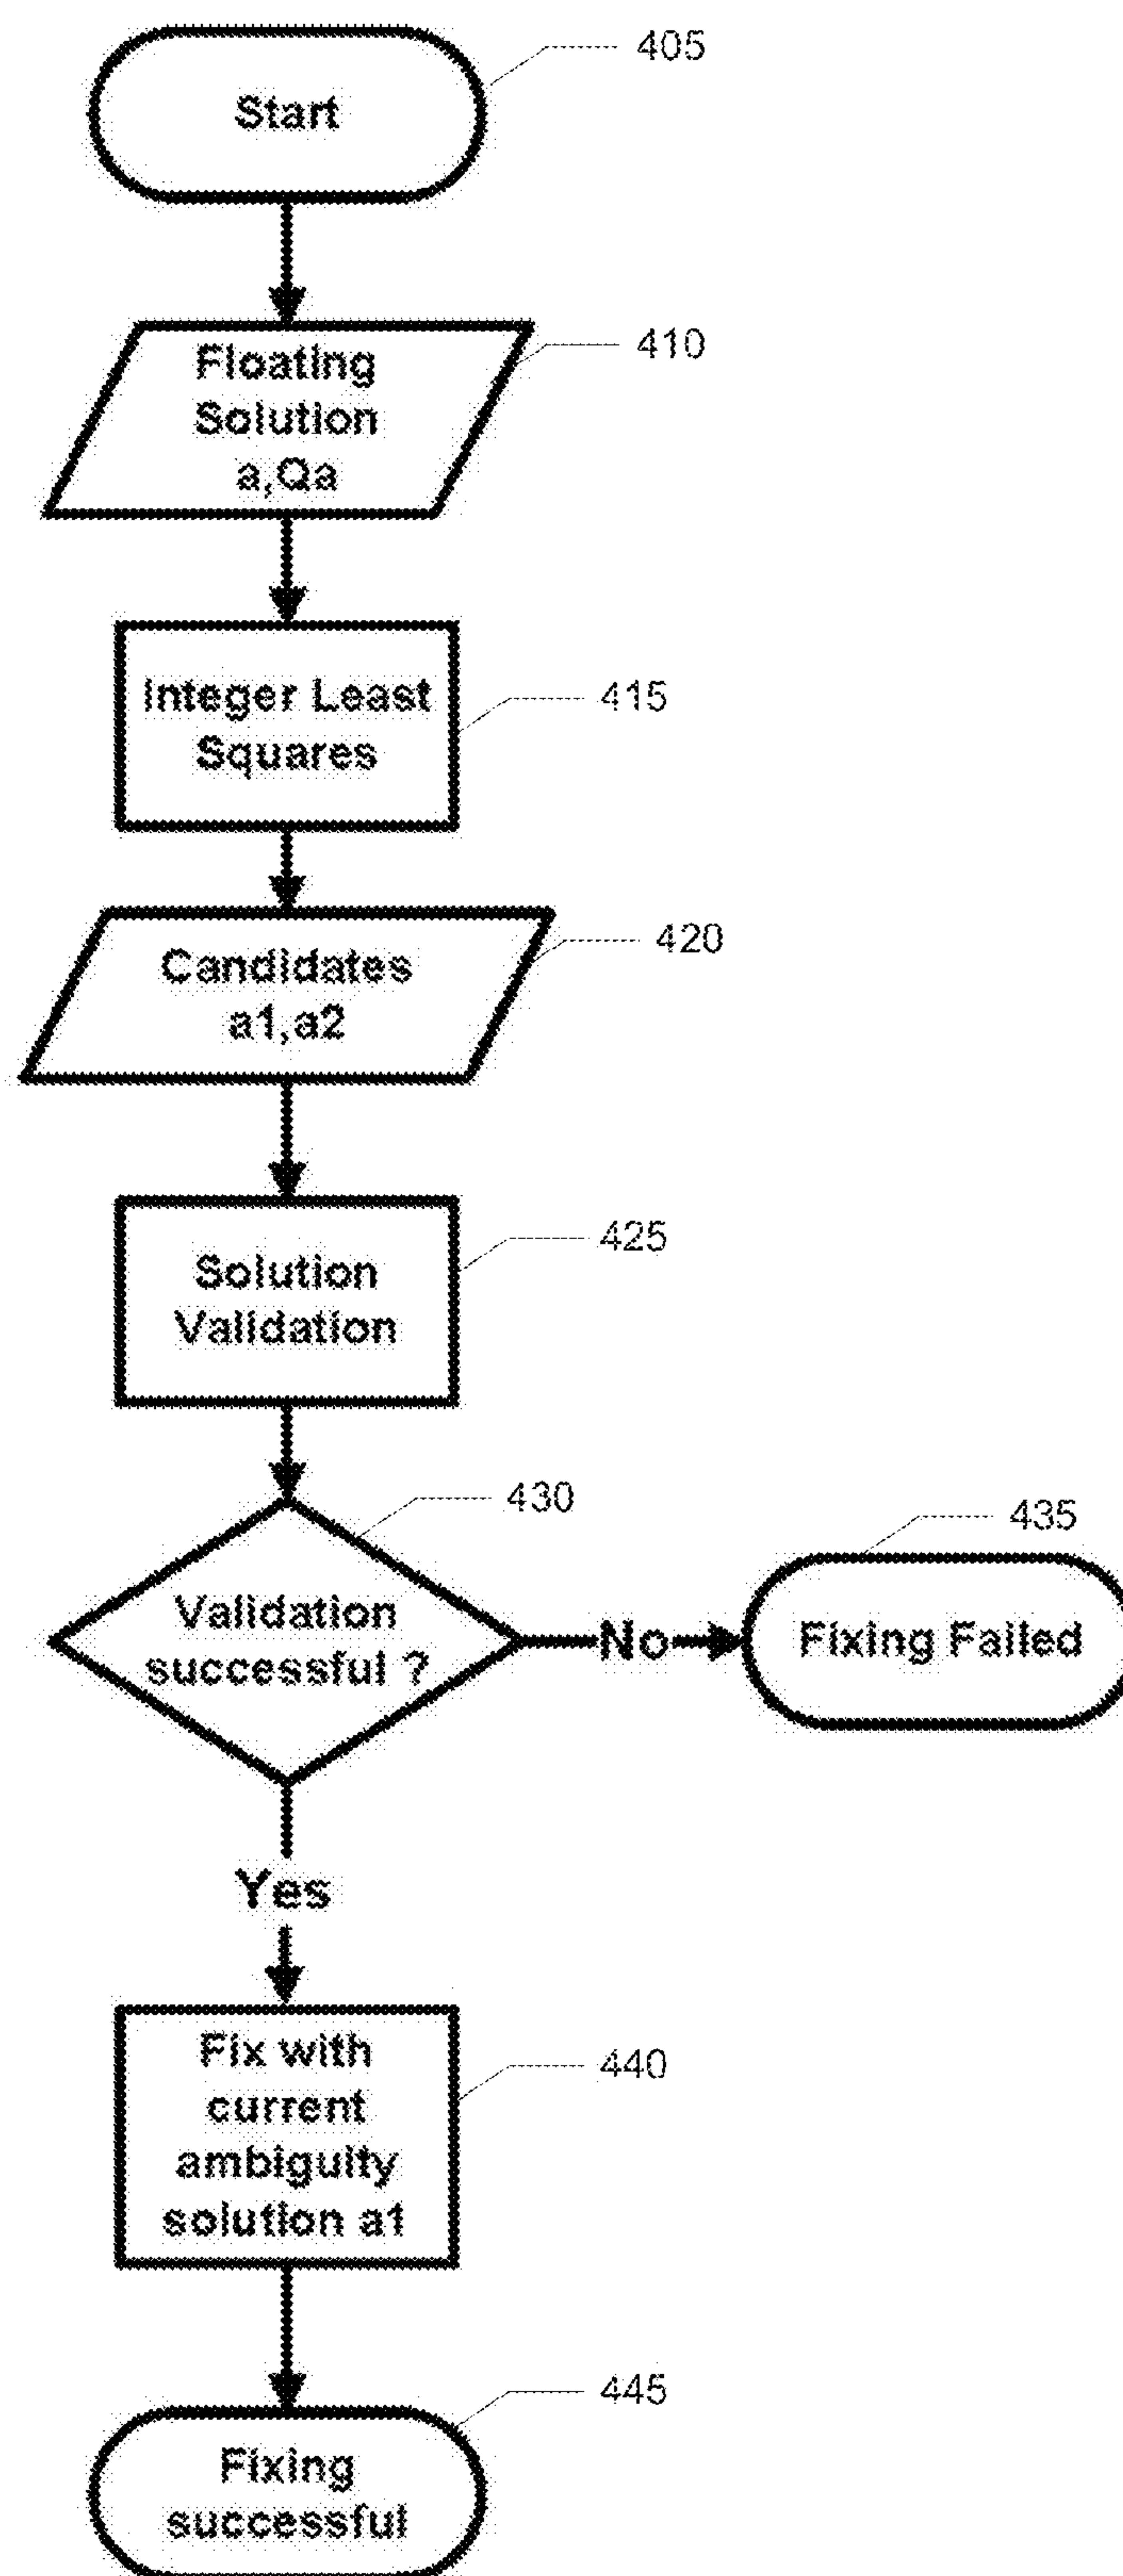 405
Start
410
Floating
Solution
a,Qa
Integer Least
Squares
415
420
Candidates
a1,a2
425
Solution
Validation
430
435
Validation
successful ?
No
Fixing Failed
Yes
Fix with
current
ambiguity
solution a1
440
445
Fixing
successful